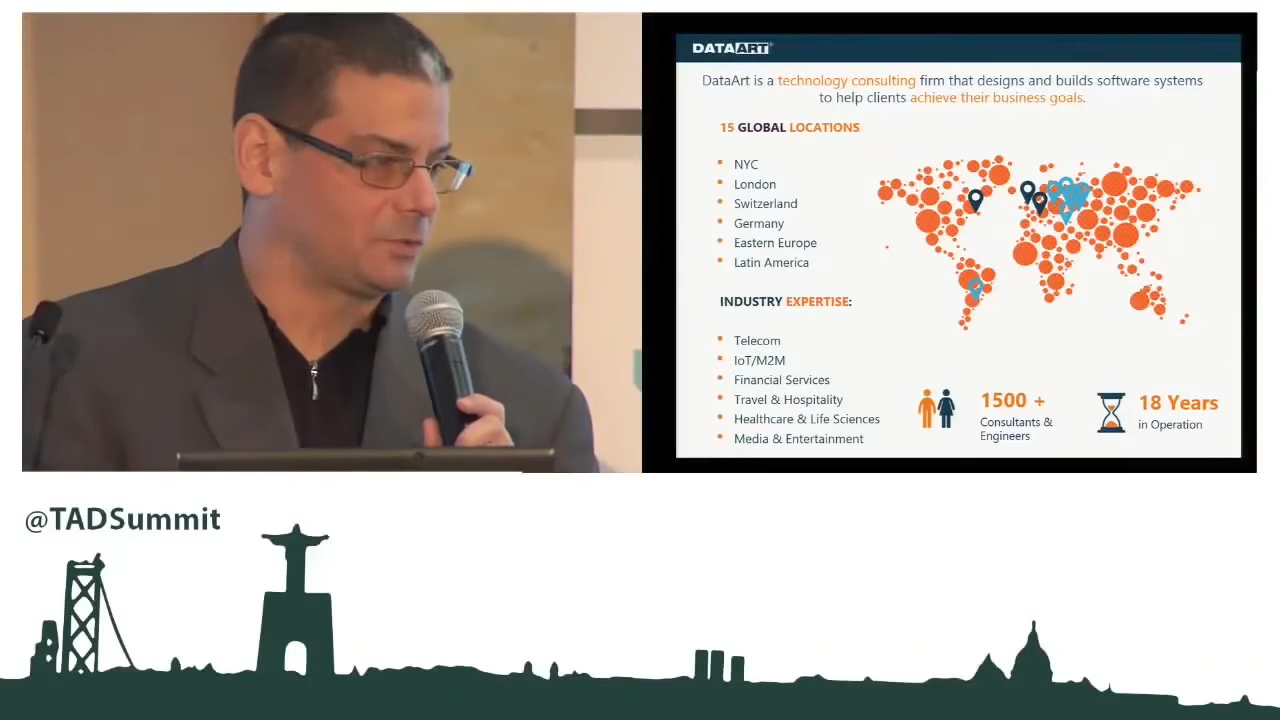 DATAART
DataArt is a technology consulting firm that designs and builds software systems
to help clients achieve their business goals.
15 GLOBAL LOCATIONS
NYC
London
Switzerland
Germany
Eastern Europe
Latin America
INDUSTRY EXPERTISE:
Telecom
IoT/M2M
Financial Services
Travel & Hospitality
Healthcare & Life Sciences
Media & Entertainment
1500 +
Consultants &
Engineers
18 Years
in Operation
@TADSummit